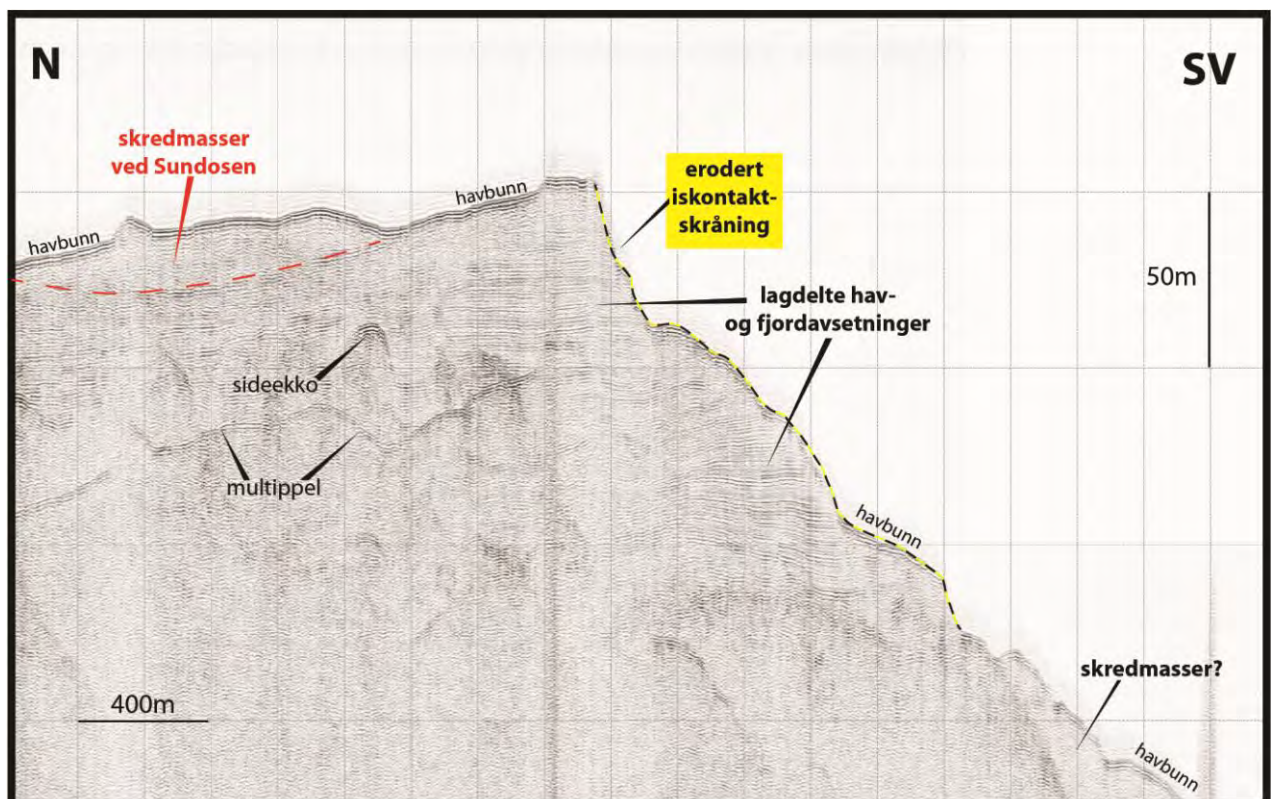 N
SV
skredmasser
ved Sundosen
havbunn
havbunn
erodert
iskontakt-
skråning
50m
lagdelte hav-
og fjordavsetninger
sideekko
multippel
havbunn
400m
skredmasser?
havbunn